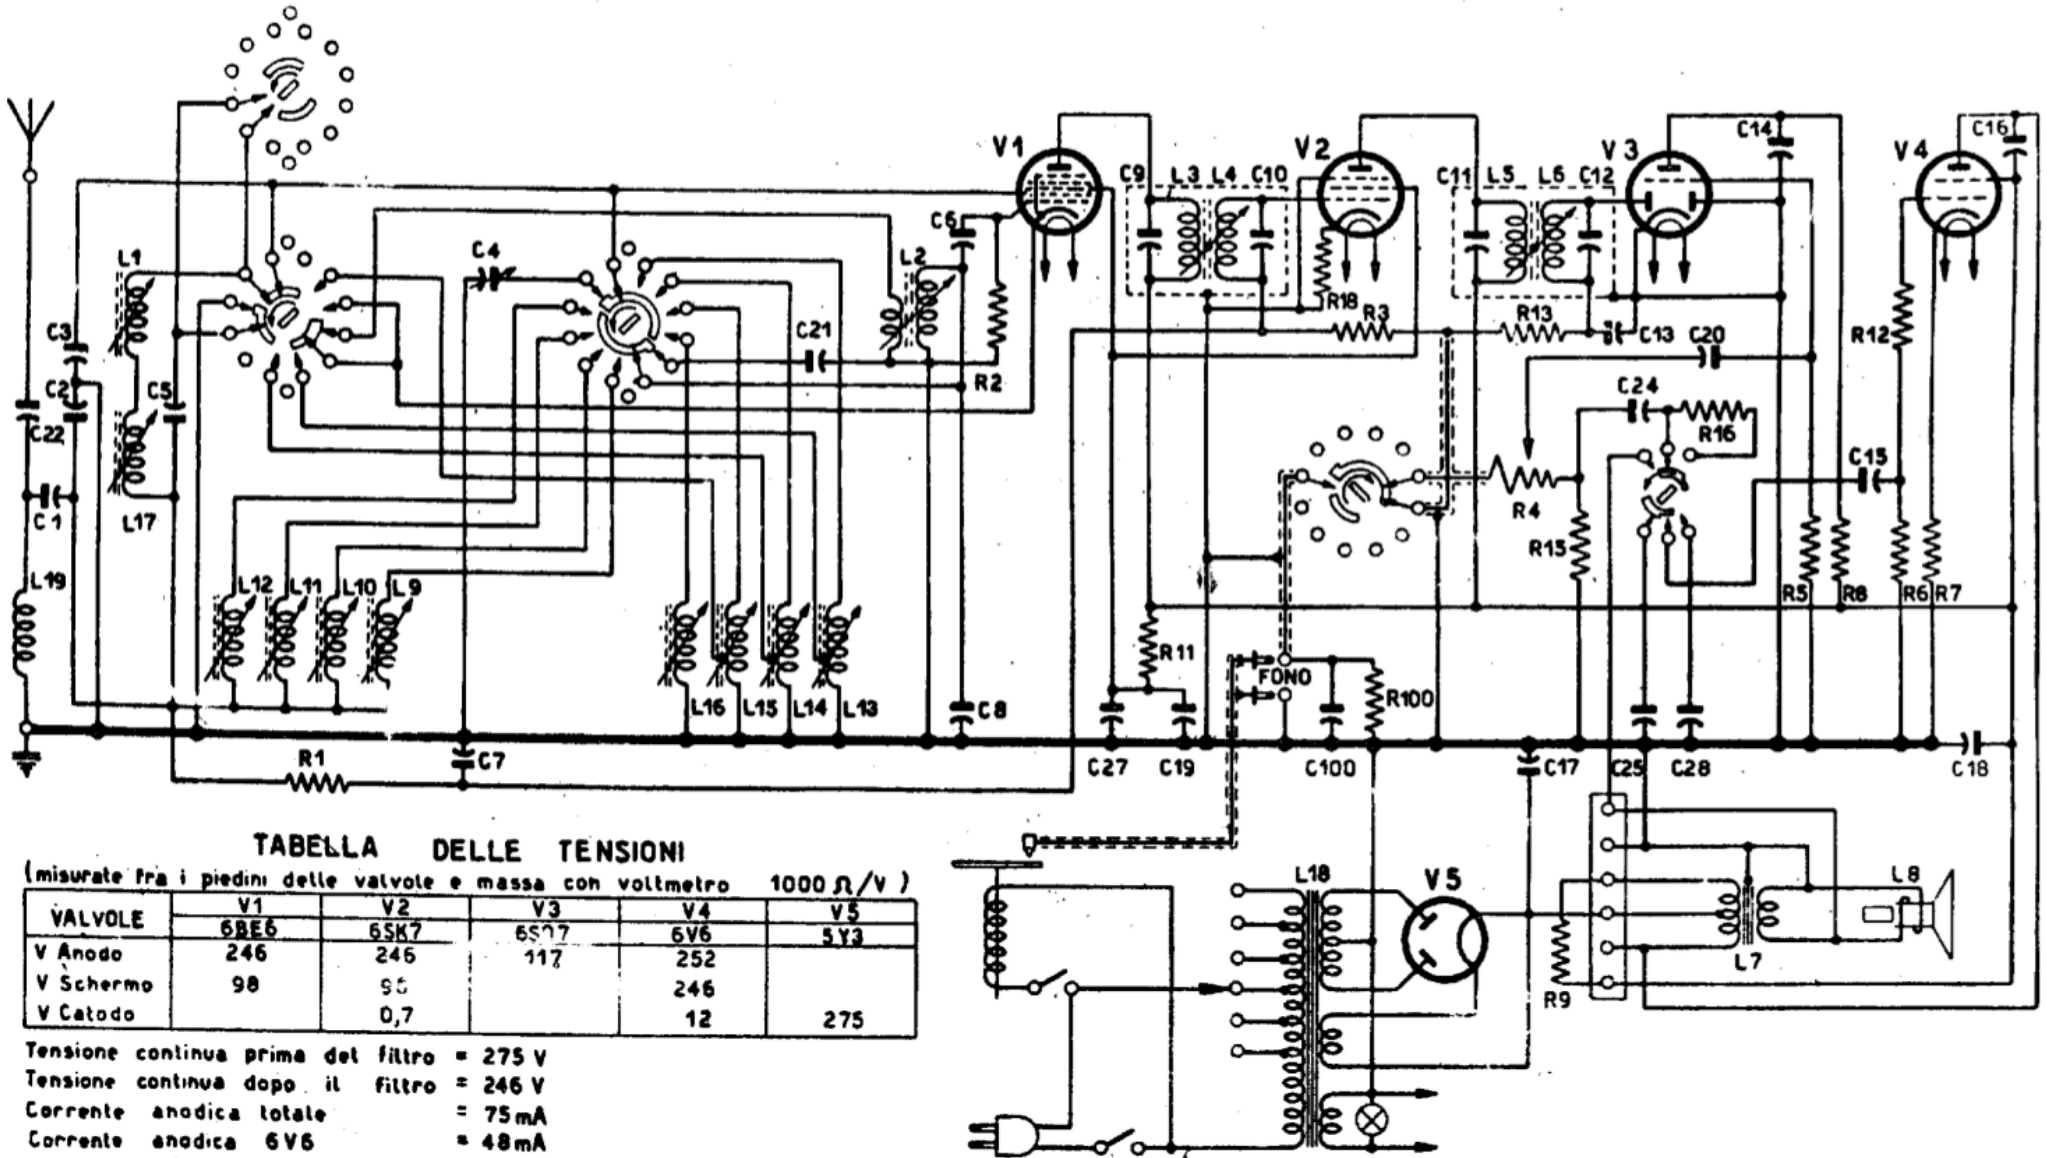 V1
V2
V3
V4
C14
C16
C9
L3
L4
C10
C11
L5
L6
C12
L1
C4
C6
L2
C3
C2
C5
C22
C1
L17
C21
R2
R18
R3
R13
C13
C20
R12
C24
R16
C15
R4
R15
L19
L12
L11
L10
L9
R5
R8
R6
R7
R11
FONO
R100
L16
L15
L14
L13
C8
R1
C7
C27
C19
C100
C17
C25
C28
C18
TABELLA DELLE TENSIONI
(misurate fra i piedini delle valvole e massa con voltmetro 1000 Ω/V)
VALVOLE V1 V2 V3 V4 V5
6BE6 6SK7 6V6 5Y3
V Anodo 246 246 117 252
V Schermo 98 246
V Catodo 0,7 12 275
Tensione continua prima del filtro = 275 V
Tensione continua dopo il filtro = 246 V
Corrente anodica totale = 75 mA
Corrente anodica 6V6 = 48 mA
L18
V5
R9
L7
L8